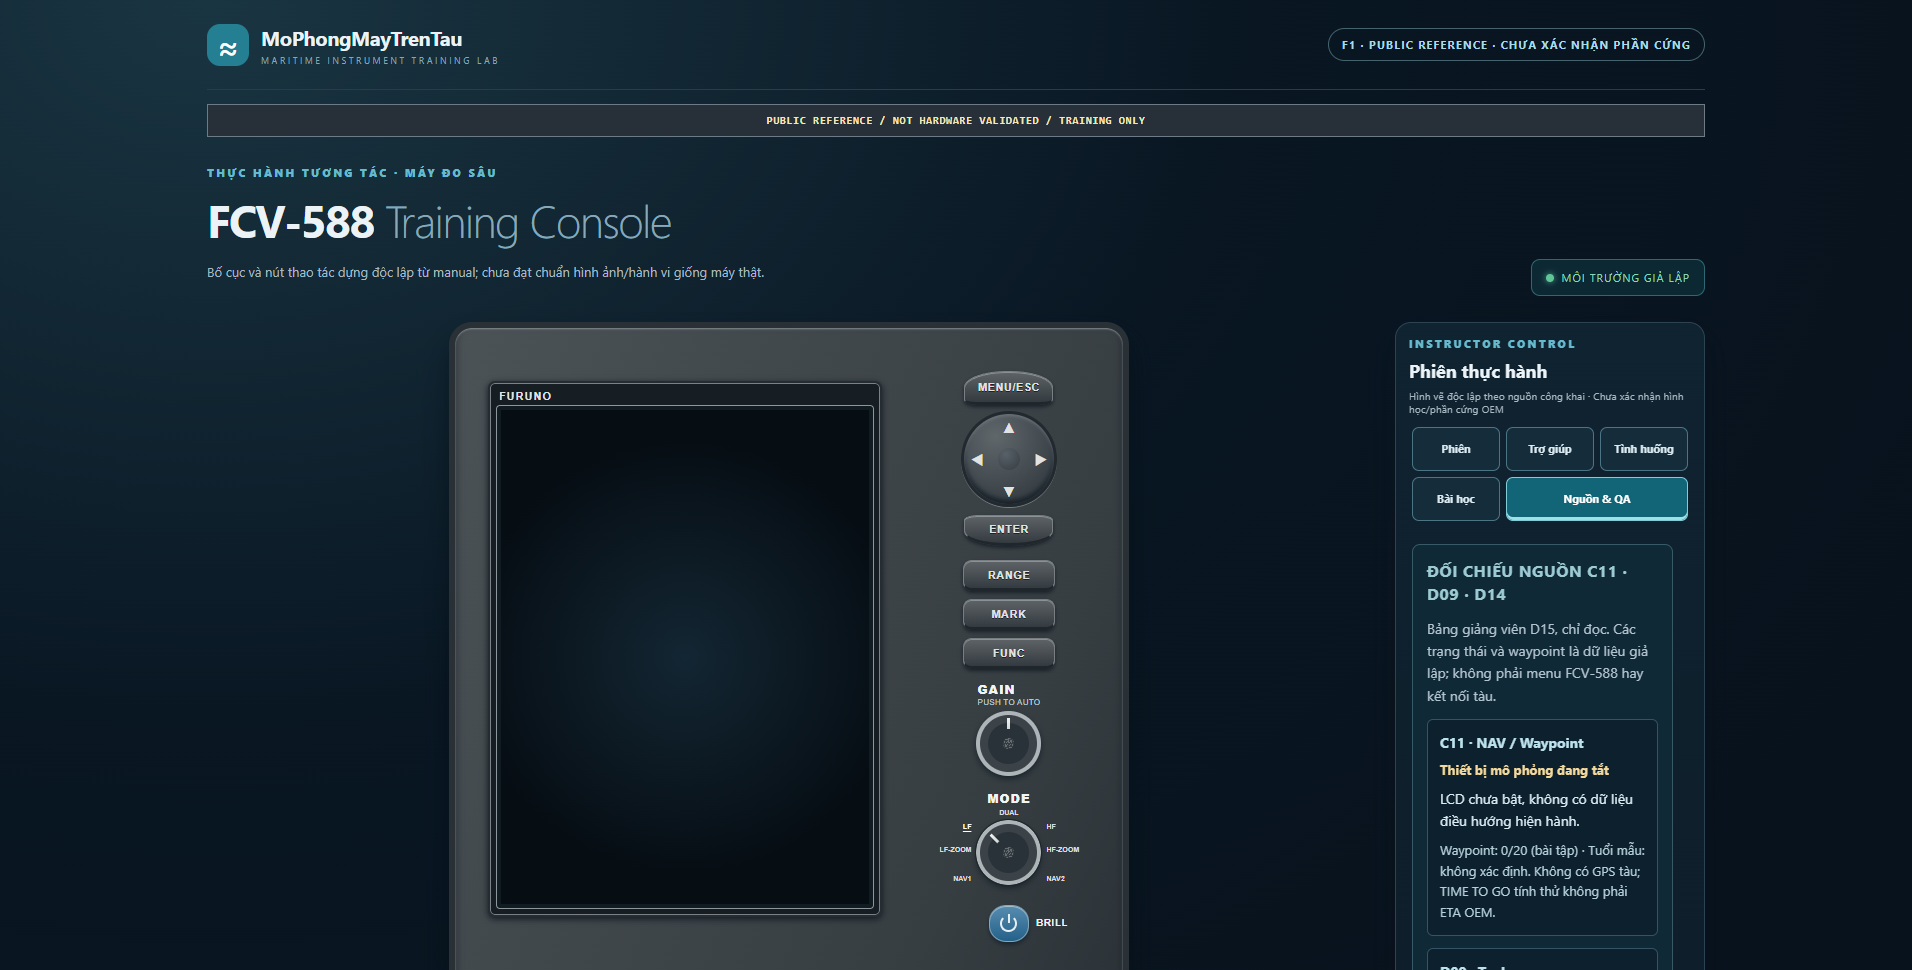 MoPhongMayTrenTau
MARITIME INSTRUMENT TRAINING LAB
F1 · PUBLIC REFERENCE · CHƯA XÁC NHẬN PHẦN CỨNG
PUBLIC REFERENCE / NOT HARDWARE VALIDATED / TRAINING ONLY
THỰC HÀNH TƯƠNG TÁC · MÁY ĐO SÂU
FCV-588 Training Console
Bố cục và nút thao tác dựng độc lập từ manual; chưa đạt chuẩn hình ảnh/hành vi giống máy thật.
MÔI TRƯỜNG GIẢ LẬP
FURUNO
MENU/ESC
▲
◀ ▶
▼
ENTER
RANGE
MARK
FUNC
GAIN
PUSH TO AUTO
MODE
DUAL
LF HF
LF-ZOOM HF-ZOOM
NAV1 NAV2
BRILL
INSTRUCTOR CONTROL
Phiên thực hành
Hình vẽ độc lập theo nguồn công khai · Chưa xác nhận hình
học/phần cứng OEM
Phiên Trợ giúp Tình huống
Bài học Nguồn & QA
ĐỐI CHIẾU NGUỒN C11 ·
D09 · D14
Bảng giảng viên D15, chỉ đọc. Các
trạng thái và waypoint là dữ liệu giả
lập; không phải menu FCV-588 hay
kết nối tàu.
C11 · NAV / Waypoint
Thiết bị mô phỏng đang tắt
LCD chưa bật, không có dữ liệu
điều hướng hiện hành.
Waypoint: 0/20 (bài tập) · Tuổi mẫu:
không xác định. Không có GPS tàu;
TIME TO GO tính thử không phải
ETA OEM.